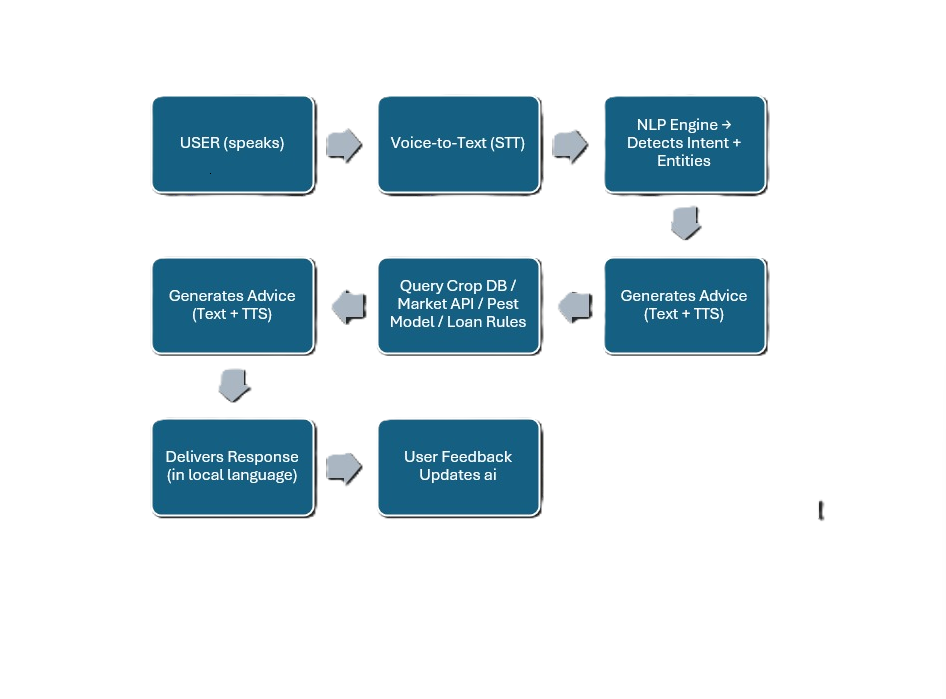 USER (speaks)
Voice-to-Text (STT)
NLP Engine →
Detects Intent +
Entities
Generates Advice
(Text + TTS)
Query Crop DB /
Market API / Pest
Model / Loan Rules
Generates Advice
(Text + TTS)
Delivers Response
(in local language)
User Feedback
Updates ai